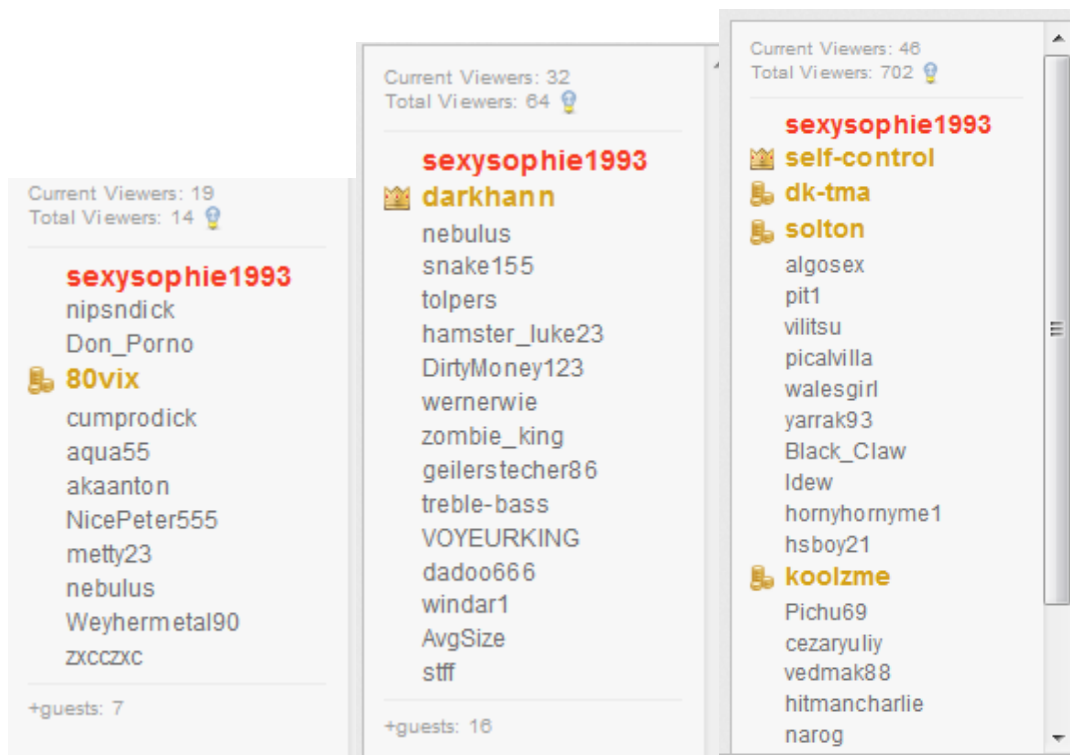 Current Viewers: 19
Total Viewers: 14
sexysophie1993
nipsndick
Don_Porno
80vix
cumprodick
aqua55
akaanton
NicePeter555
metty23
nebulus
Weyhermetal90
zxcczxc
+guests: 7
Current Viewers: 32
Total Viewers: 64
sexysophie1993
darkhann
nebulus
snake155
tolpers
hamster_luke23
DirtyMoney123
wernerwie
zombie_king
geilerstecher86
treble-bass
VOYEURKING
dadoo666
windar1
AvgSize
stff
+guests: 16
Current Viewers: 46
Total Viewers: 702
sexysophie1993
self-control
dk-tma
solton
algosex
pit1
vilitsu
picalvilla
walesgirl
yarrak93
Black_Claw
ldew
hornyhornyme1
hsboy21
koolzme
Pichu69
cezaryuliy
vedmak88
hitmancharlie
narog